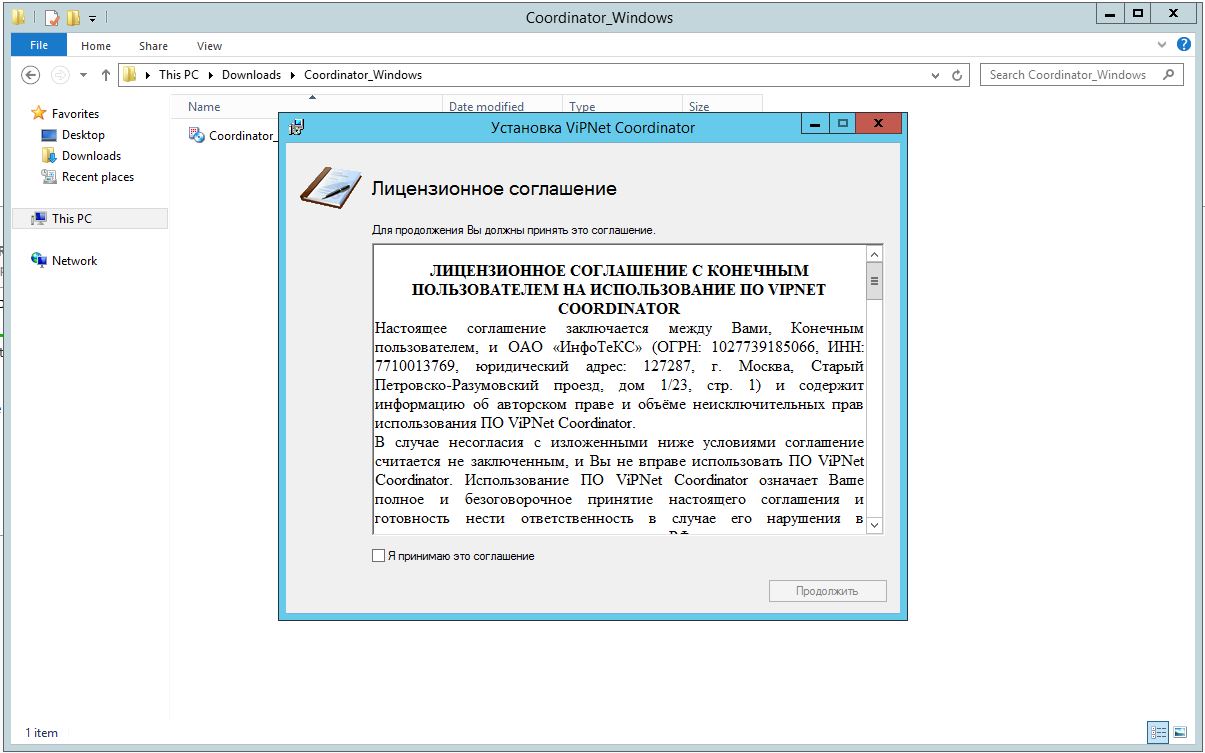 Coordinator_Windows
File Home Share View
This PC Downloads Coordinator_Windows
Search Coordinator_Windows
Name Date modified Type Size
Favorites
Desktop
Downloads
Recent places
This PC
Network
Coordinator_
Установка ViPNet Coordinator
Лицензионное соглашение
Для продолжения Вы должны принять это соглашение.
ЛИЦЕНЗИОННОЕ СОГЛАШЕНИЕ С КОНЕЧНЫМ
ПОЛЬЗОВАТЕЛЕМ НА ИСПОЛЬЗОВАНИЕ ПО VIPNET
COORDINATOR
Настоящее соглашение заключается между Вами, Конечным
пользователем, и ОАО «ИнфоТеКС» (ОГРН: 1027739185066, ИНН:
7710013769, юридический адрес: 127287, г. Москва, Старый
Петровско-Разумовский проезд, дом 1/23, стр. 1) и содержит
информацию об авторском праве и объёме неисключительных прав
использования ПО ViPNet Coordinator.
В случае несогласия с изложенными ниже условиями соглашение
считается не заключенным, и Вы не вправе использовать ПО ViPNet
Coordinator. Использование ПО ViPNet Coordinator означает Ваше
полное и безоговорочное принятие настоящего соглашения и
готовность нести ответственность в случае его нарушения в
Я принимаю это соглашение
Продолжить
1 item